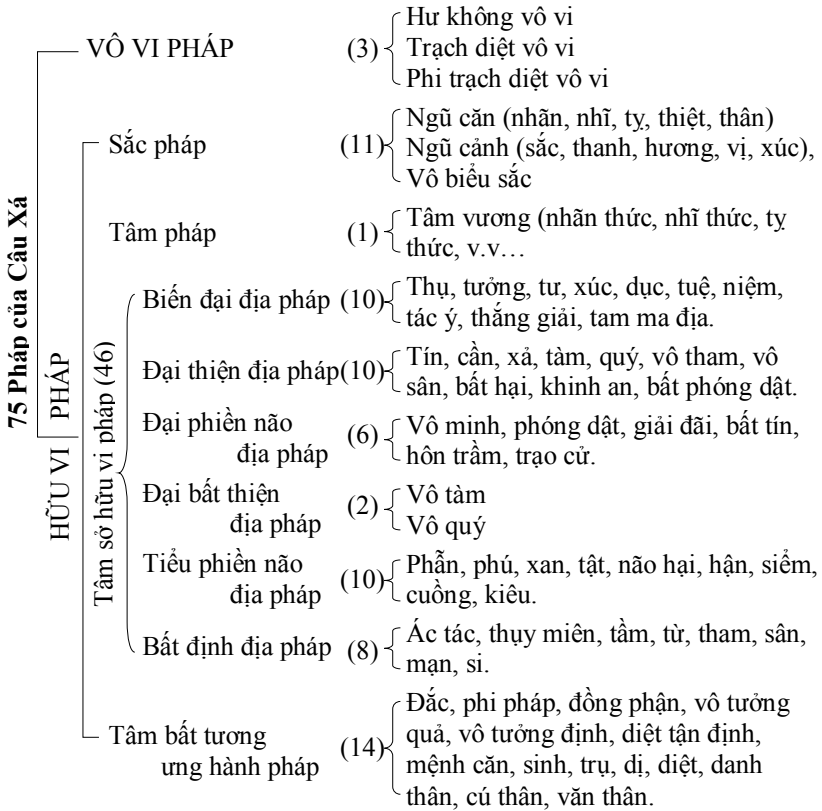 75 Pháp của Câu Xá
VÔ VI PHÁP (3)
Hư không vô vi
Trạch diệt vô vi
Phi trạch diệt vô vi
HỮU VI PHÁP
Sắc pháp (11)
Ngũ căn (nhãn, nhĩ, tỵ, thiệt, thân)
Ngũ cảnh (sắc, thanh, hương, vị, xúc),
Vô biểu sắc
Tâm pháp (1)
Tâm vương (nhãn thức, nhĩ thức, tỵ
thức, v.v…
Tâm sở hữu vi pháp (46)
Biến đại địa pháp (10)
Thụ, tưởng, tư, xúc, dục, tuệ, niệm,
tác ý, thắng giải, tam ma địa.
Đại thiện địa pháp(10)
Tín, cần, xả, tàm, quý, vô tham, vô
sân, bất hại, khinh an, bất phóng dật.
Đại phiền não
địa pháp (6)
Vô minh, phóng dật, giải đãi, bất tín,
hôn trầm, trạo cử.
Đại bất thiện
địa pháp (2)
Vô tàm
Vô quý
Tiểu phiền não
địa pháp (10)
Phẫn, phú, xan, tật, não hại, hận, siểm,
cuồng, kiêu.
Bất định địa pháp (8)
Ác tác, thụy miên, tầm, từ, tham, sân,
mạn, si.
Tâm bất tương
ưng hành pháp (14)
Đắc, phi pháp, đồng phận, vô tưởng
quả, vô tưởng định, diệt tận định,
mệnh căn, sinh, trụ, dị, diệt, danh
thân, cú thân, văn thân.